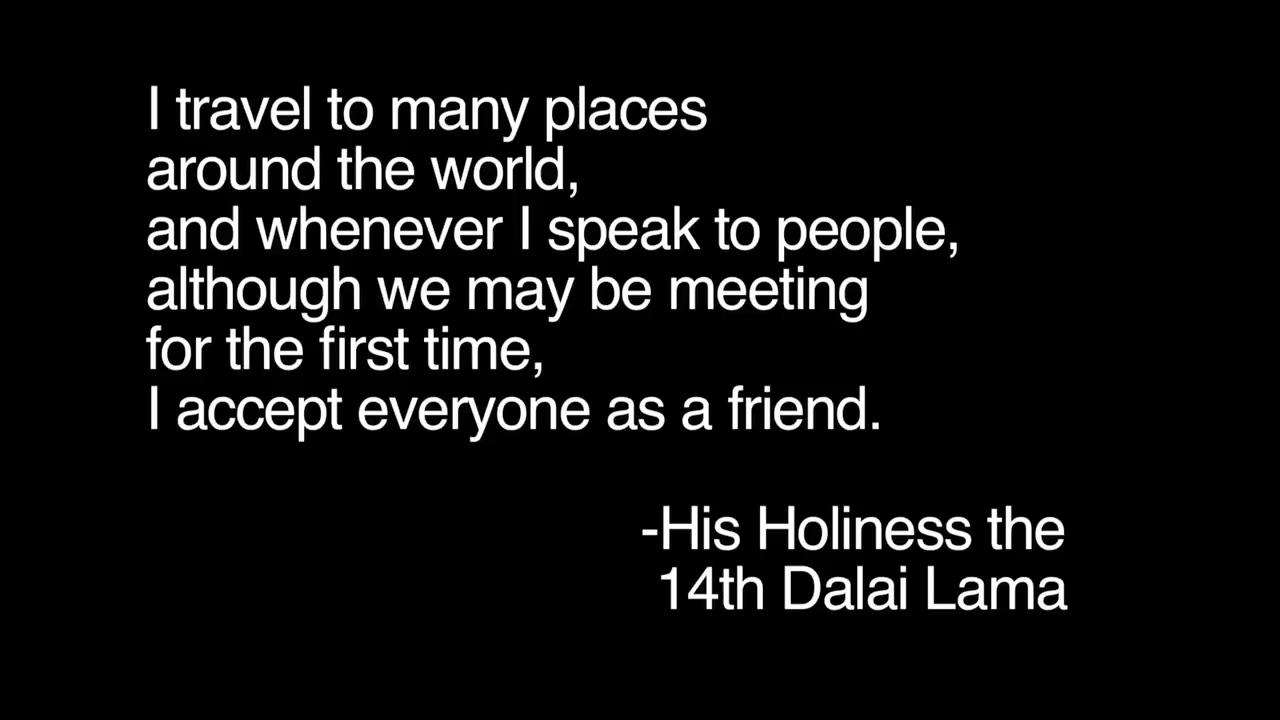 I travel to many places
around the world,
and whenever I speak to people,
although we may be meeting
for the first time,
I accept everyone as a friend.
-His Holiness the
14th Dalai Lama